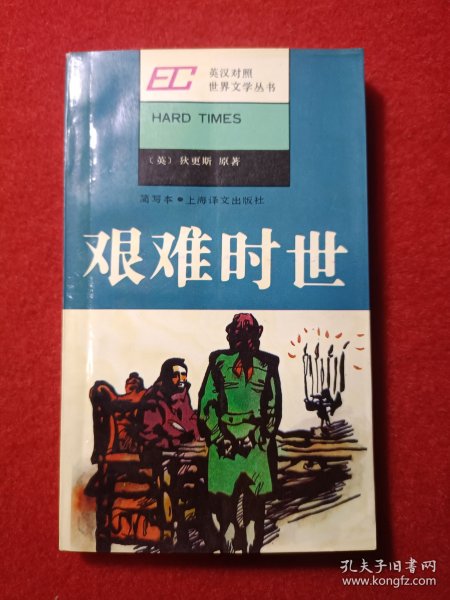 EC
英汉对照
世界文学丛书
HARD TIMES
〔英〕狄更斯 原著
简写本●上海译文出版社
艰难时世
孔夫子旧书网
www.kongfz.com